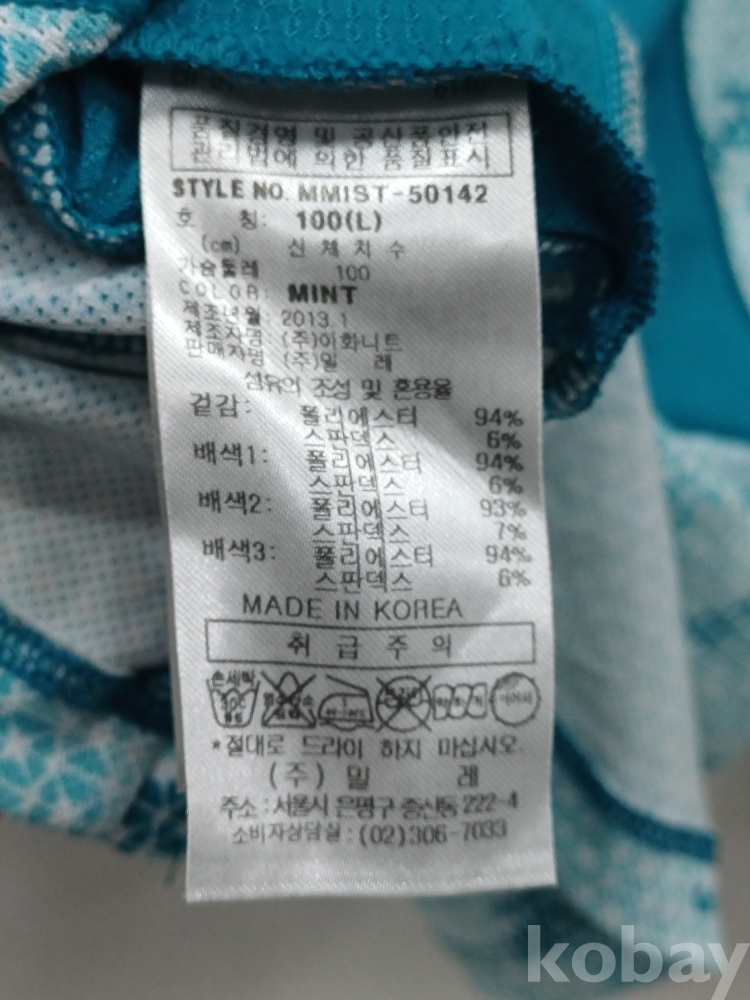 품질경영 및 공산품안전
관리법에 의한 품질표시
STYLE NO. MMIST-50142
호 칭: 100(L)
(cm) 신체치수
가슴둘레 100
COLOR: MINT
제조년월: 2013.1
제조자명: (주)이화니트
판매자명: (주)밀 레
섬유의 조성 및 혼용율
겉감: 폴리에스터 94%
스판덱스 6%
배색1: 폴리에스터 94%
스판덱스 6%
배색2: 폴리에스터 93%
스판덱스 7%
배색3: 폴리에스터 94%
스판덱스 6%
MADE IN KOREA
취급주의
손세탁
*절대로 드라이 하지 마십시오.
(주) 밀 레
주소 : 서울시 은평구 증산동 222-4
소비자상담실 : (02)306-7033
kobay